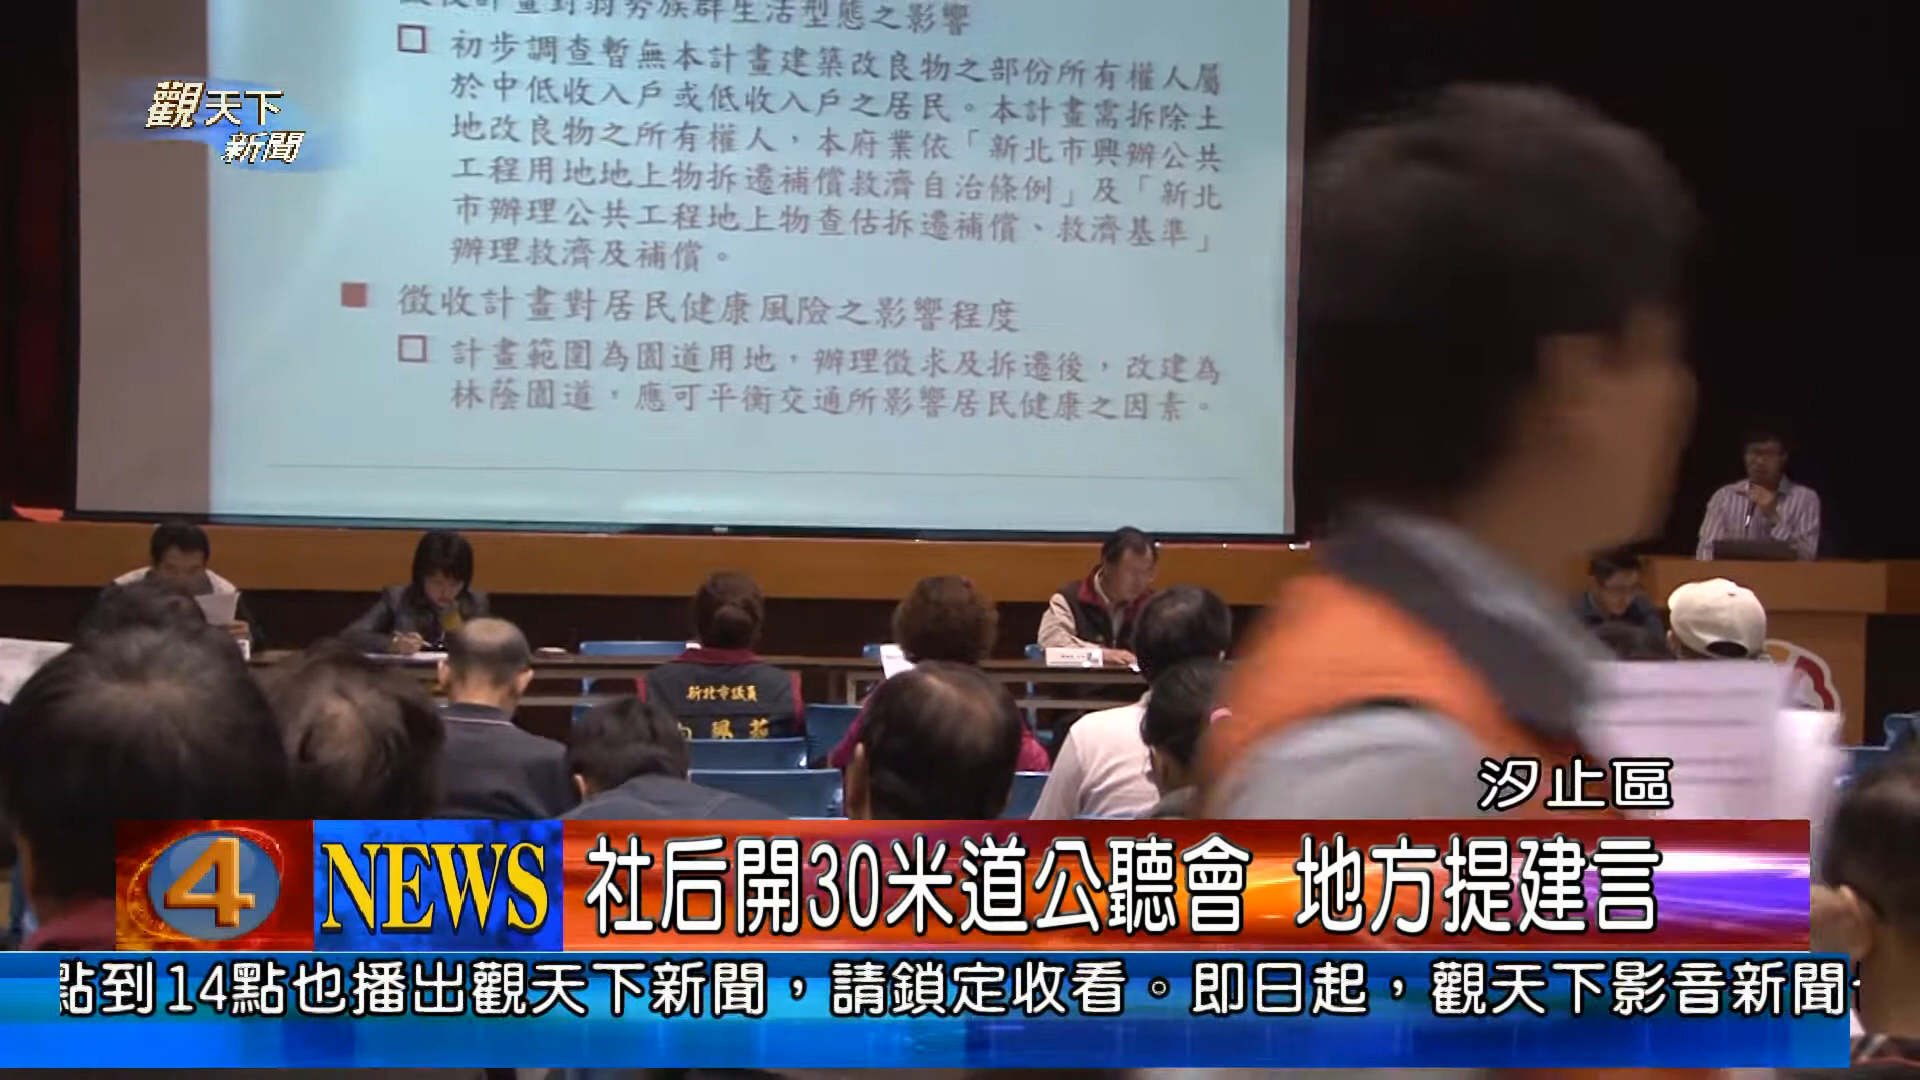 徵收計畫對弱勢族群生活型態之影響
初步調查暫無本計畫建築改良物之部份所有權人屬
於中低收入戶或低收入戶之居民。本計畫需拆除土
地改良物之所有權人，本府業依「新北市興辦公共
工程用地地上物拆遷補償救濟自治條例」及「新北
市辦理公共工程地上物查估拆遷補償、救濟基準」
辦理救濟及補償。
徵收計畫對居民健康風險之影響程度
計畫範圍為園道用地，辦理徵求及拆遷後，改建為
林蔭園道，應可平衡交通所影響居民健康之因素。
觀天下
新聞
新北市議員
鳳
汐止區
4 NEWS
社后開30米道公聽會 地方提建言
點到14點也播出觀天下新聞，請鎖定收看。即日起，觀天下影音新聞